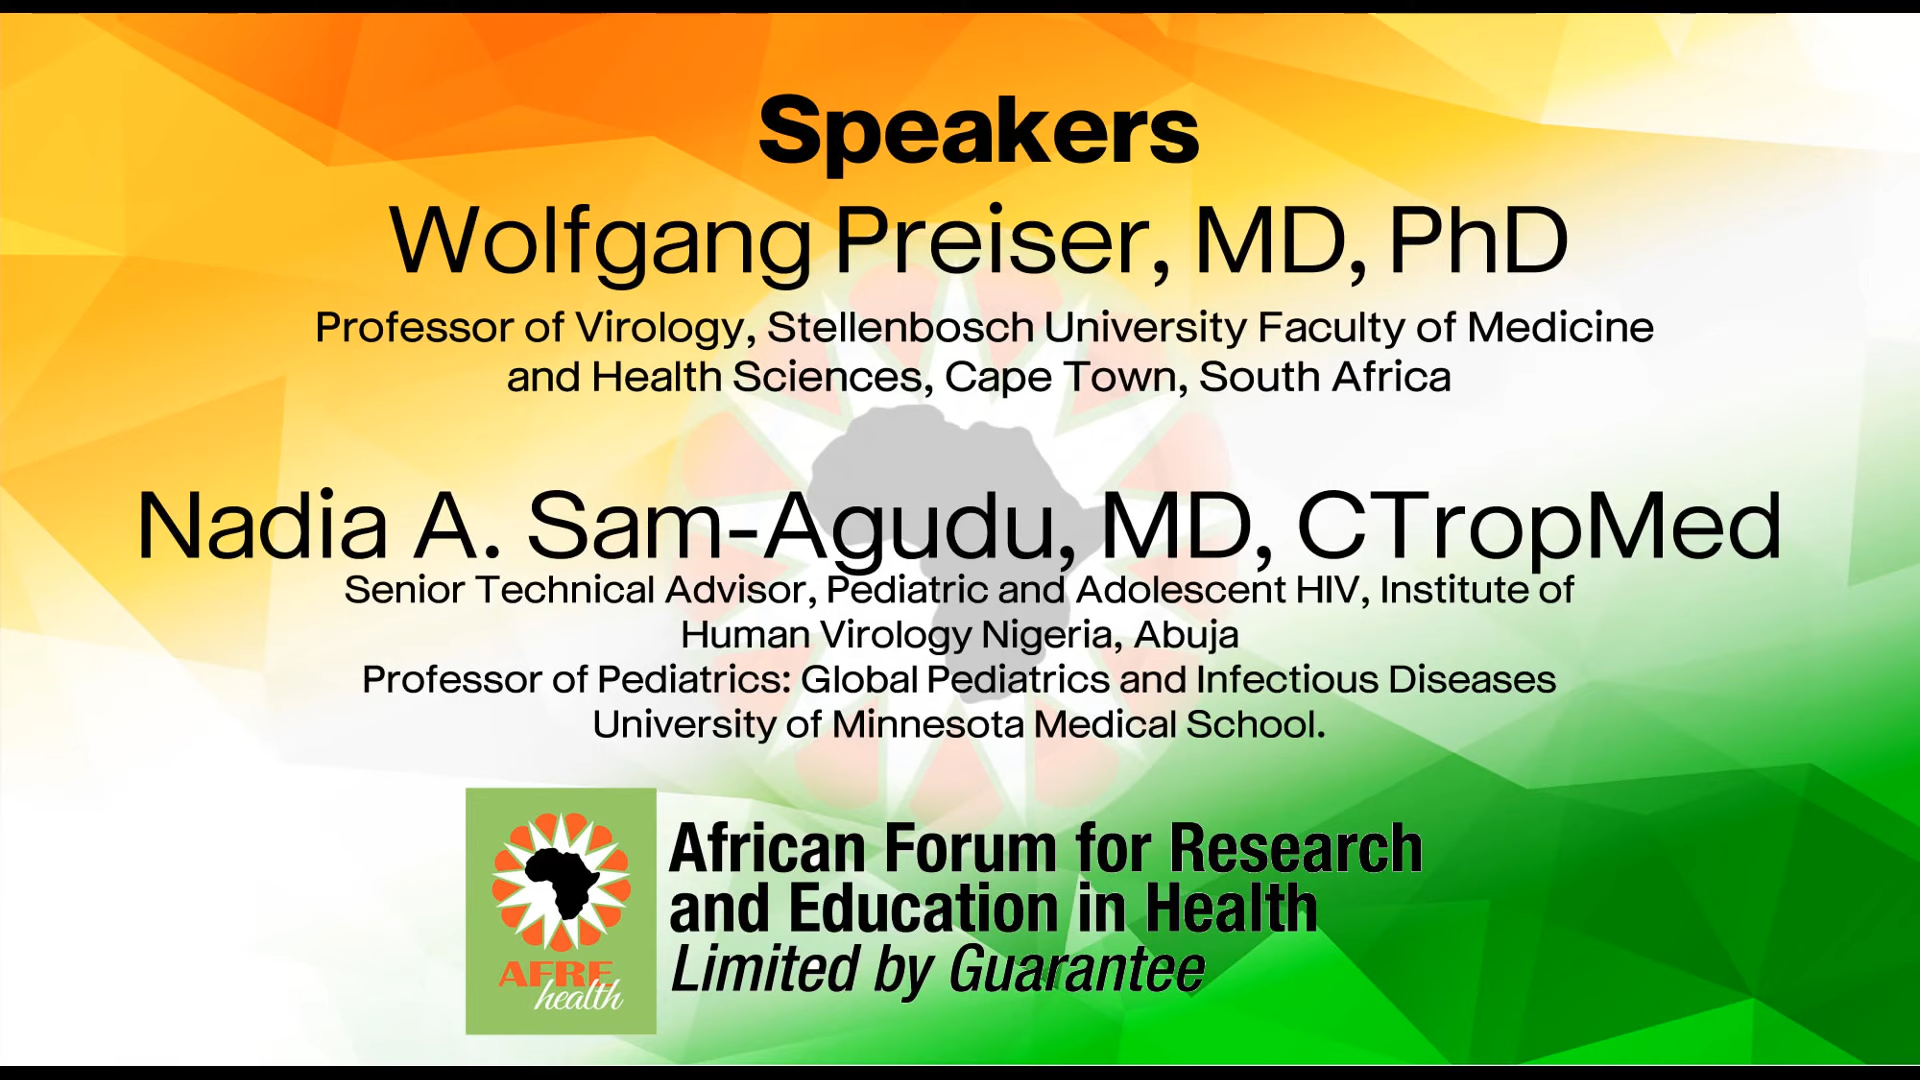 Speakers
Wolfgang Preiser, MD, PhD
Professor of Virology, Stellenbosch University Faculty of Medicine
and Health Sciences, Cape Town, South Africa
Nadia A. Sam-Agudu, MD, CTropMed
Senior Technical Advisor, Pediatric and Adolescent HIV, Institute of
Human Virology Nigeria, Abuja
Professor of Pediatrics: Global Pediatrics and Infectious Diseases
University of Minnesota Medical School.
AFRE
health
African Forum for Research
and Education in Health
Limited by Guarantee